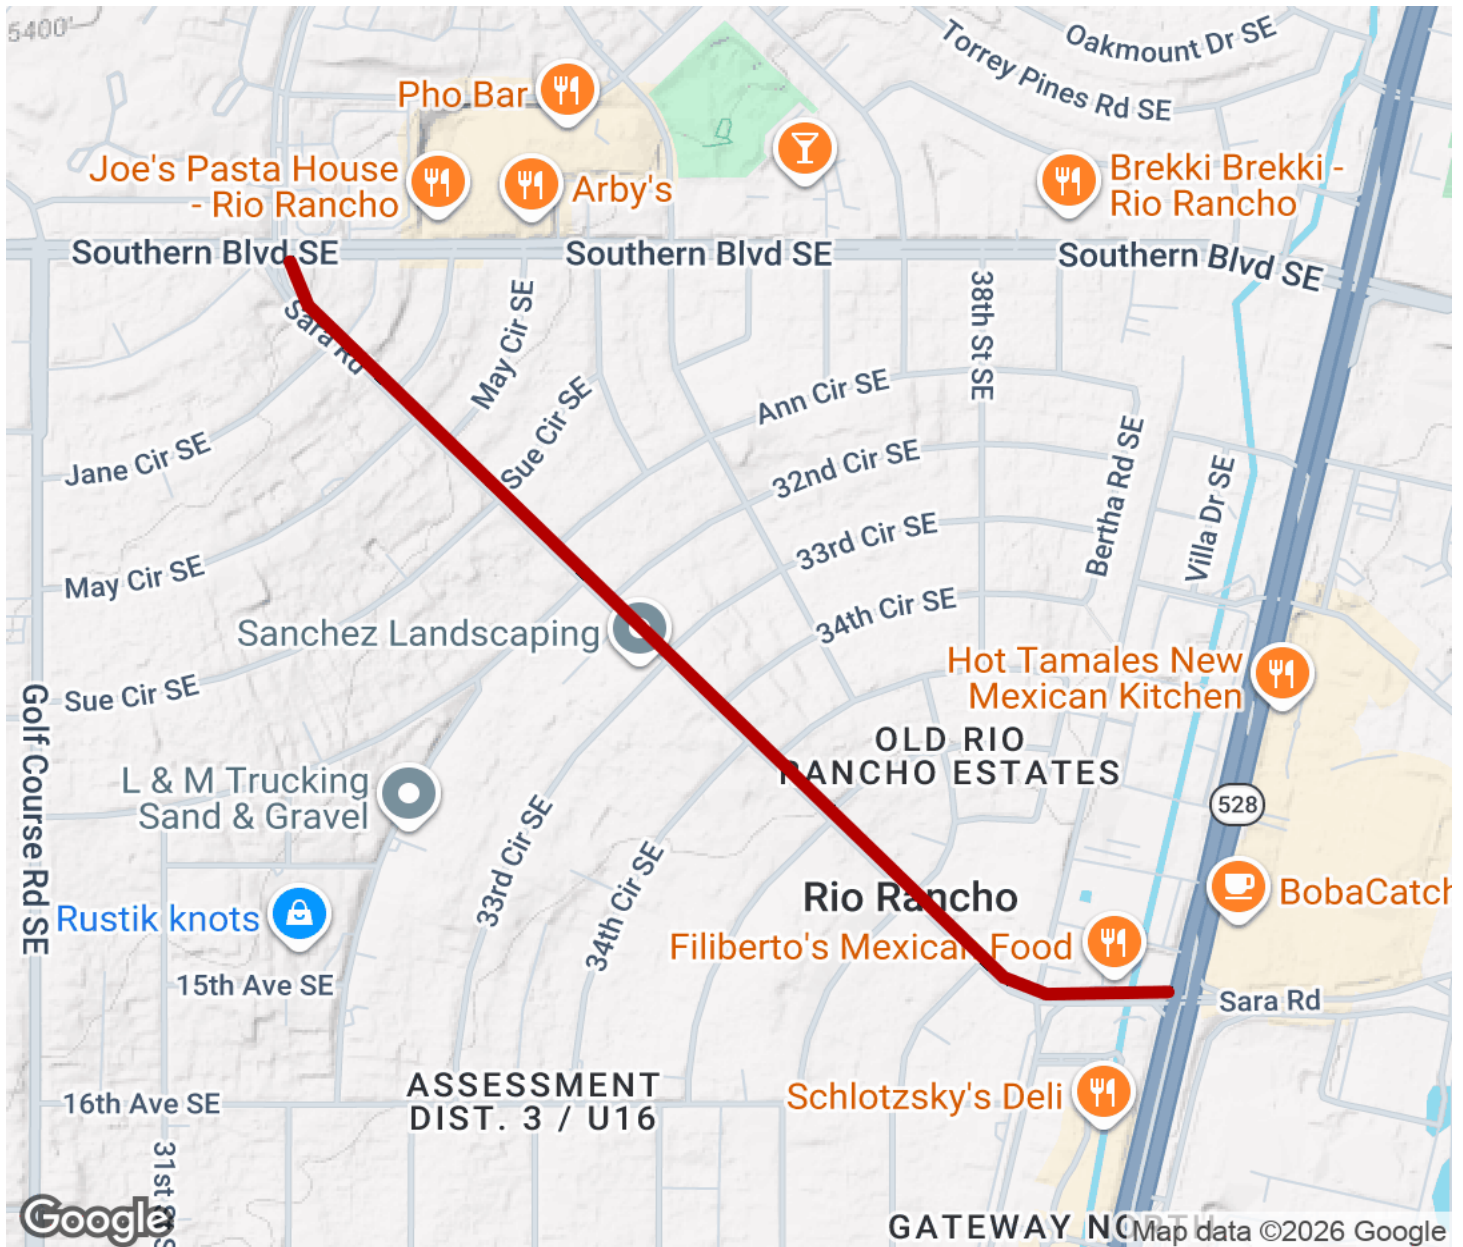 5400'
Oakmount Dr SE
Torrey Pines Rd SE
Pho Bar
Joe's Pasta House
- Rio Rancho
Arby's
Brekki Brekki -
Rio Rancho
Southern Blvd SE
Southern Blvd SE
Southern Blvd SE
Sara Rd
May Cir SE
38th St SE
Sue Cir SE
Ann Cir SE
Jane Cir SE
32nd Cir SE
Bertha Rd SE
Villa Dr SE
33rd Cir SE
May Cir SE
34th Cir SE
Sanchez Landscaping
Hot Tamales New
Mexican Kitchen
Sue Cir SE
Golf Course Rd SE
OLD RIO
RANCHO ESTATES
L & M Trucking
Sand & Gravel
528
33rd Cir SE
34th Cir SE
Rio Rancho
BobaCatch
Rustik knots
Filiberto's Mexican Food
15th Ave SE
Sara Rd
ASSESSMENT
DIST. 3 / U16
Schlotzsky's Deli
16th Ave SE
31st St S
GATEWAY NORTH
Google
Map data ©2026 Google